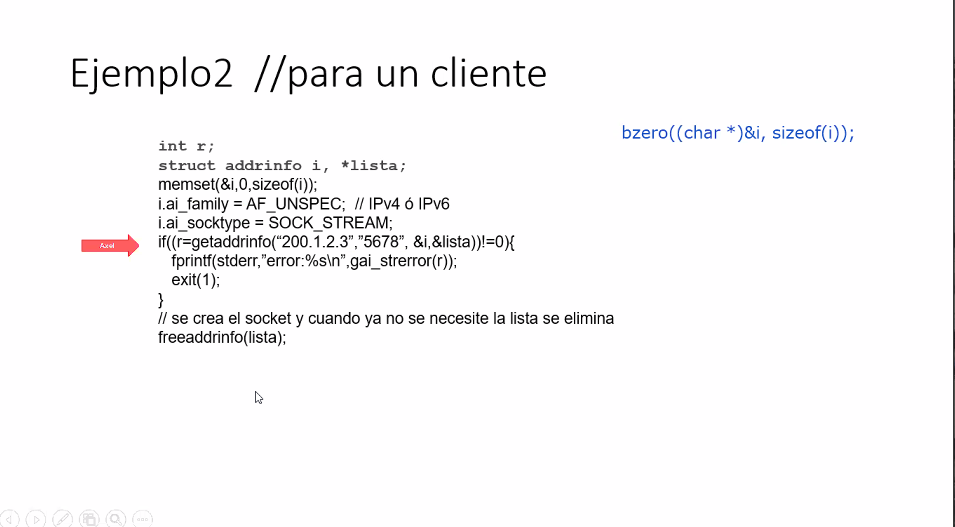 Ejemplo2 //para un cliente
bzero((char *)&i, sizeof(i));
int r;
struct addrinfo i, *lista;
memset(&i,0,sizeof(i));
i.ai_family = AF_UNSPEC; // IPv4 ó IPv6
i.ai_socktype = SOCK_STREAM;
Axel
if((r=getaddrinfo(“200.1.2.3”,”5678”, &i,&lista))!=0){
fprintf(stderr,”error:%s\n”,gai_strerror(r));
exit(1);
}
// se crea el socket y cuando ya no se necesite la lista se elimina
freeaddrinfo(lista);